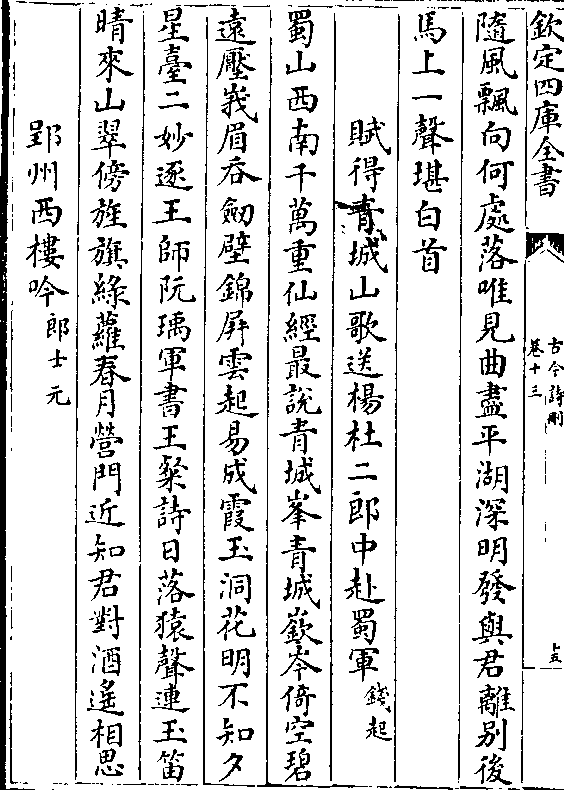 欽定四庫全書
古今詩刪
卷十三
十五
隨風飄向何處落唯見曲盡平湖深明發與君離别後
馬上一聲堪白首
賦得青城山歌送楊杜二郎中赴蜀軍 錢起
蜀山西南千萬重仙經最說青城峯青城嶔岑倚空碧
遠壓峩眉吞劒壁錦屏雲起易成霞玉洞花明不知夕
星臺二妙逐王師阮瑀軍書王粲詩日落猿聲連玉笛
晴來山翠傍旌旗綠蘿春月營門近知君對酒遙相思
郢州西樓吟 郎士元